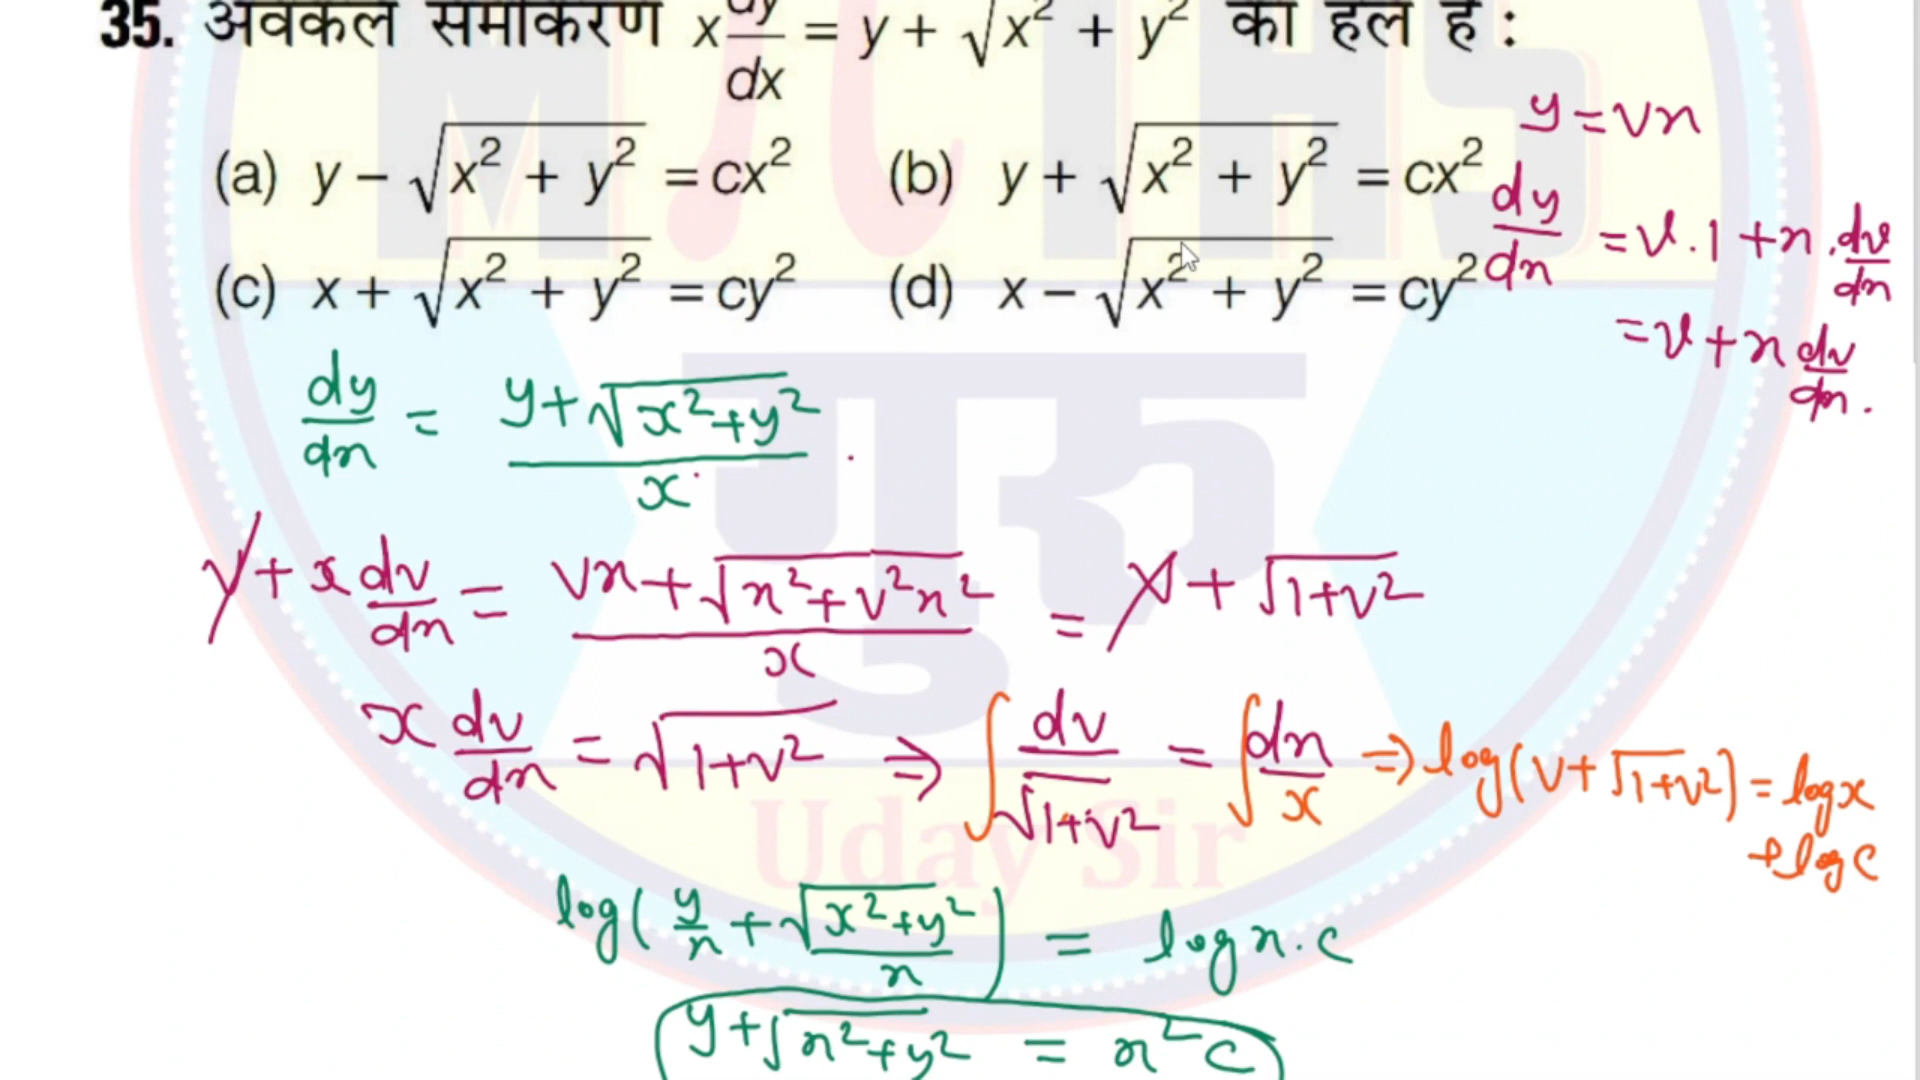 35. अवकल समीकरण x dy/dx = y + √(x² + y²) का हल है :
(a) y − √(x² + y²) = cx² (b) y + √(x² + y²) = cx²
(c) x + √(x² + y²) = cy² (d) x − √(x² + y²) = cy²
y = vx
dy/dx = v.1 + x.dv/dx
= v + x dv/dx.
dy/dx = (y + √(x² + y²))/x
v + x dv/dx = (vx + √(x² + v²x²))/x = v + √(1+v²)
x dv/dx = √(1+v²) ⇒ ∫ dv/√(1+v²) = ∫ dx/x ⇒ log(v + √(1+v²)) = log x
+ log c
log(y/x + √(x²+y²)/x) = log x.c
y + √(x²+y²) = x²c
MπTHS
गुरु
Uday Sir